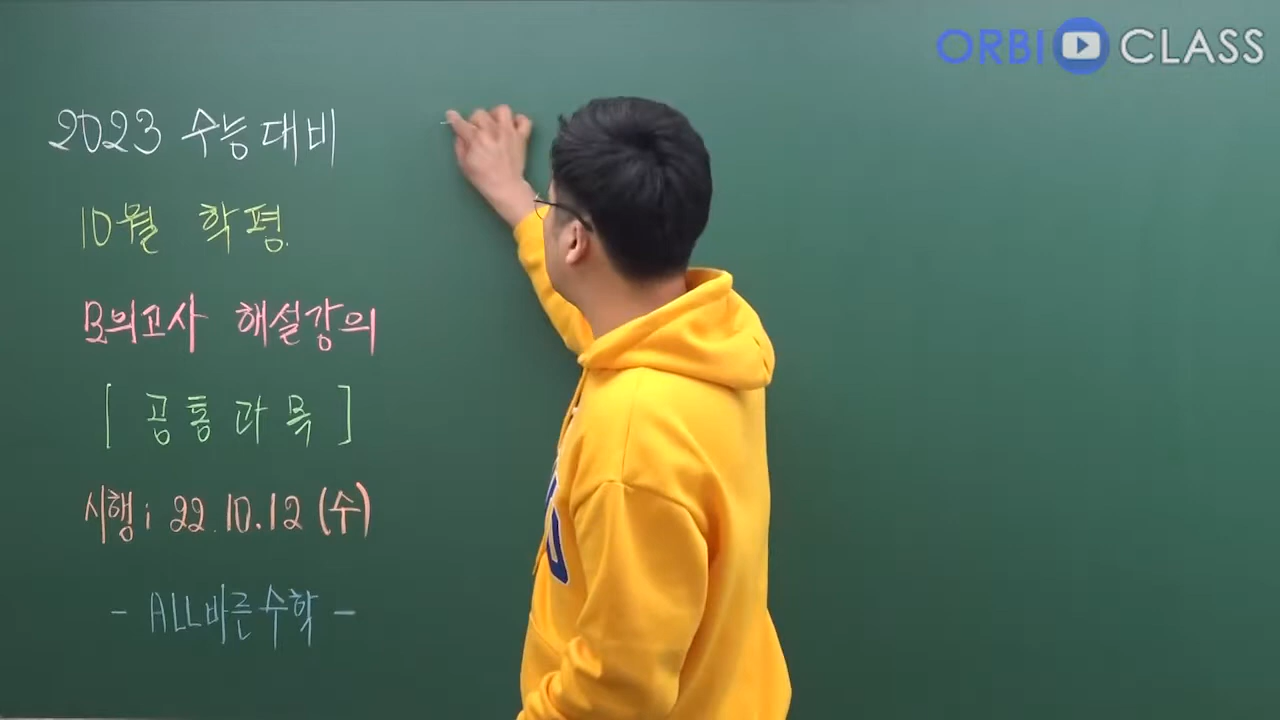 ORBI CLASS
2023 수능대비
10월 학평.
모의고사 해설강의
[ 공통과목 ]
시행 : 22.10.12 (수)
- ALL바른수학 -